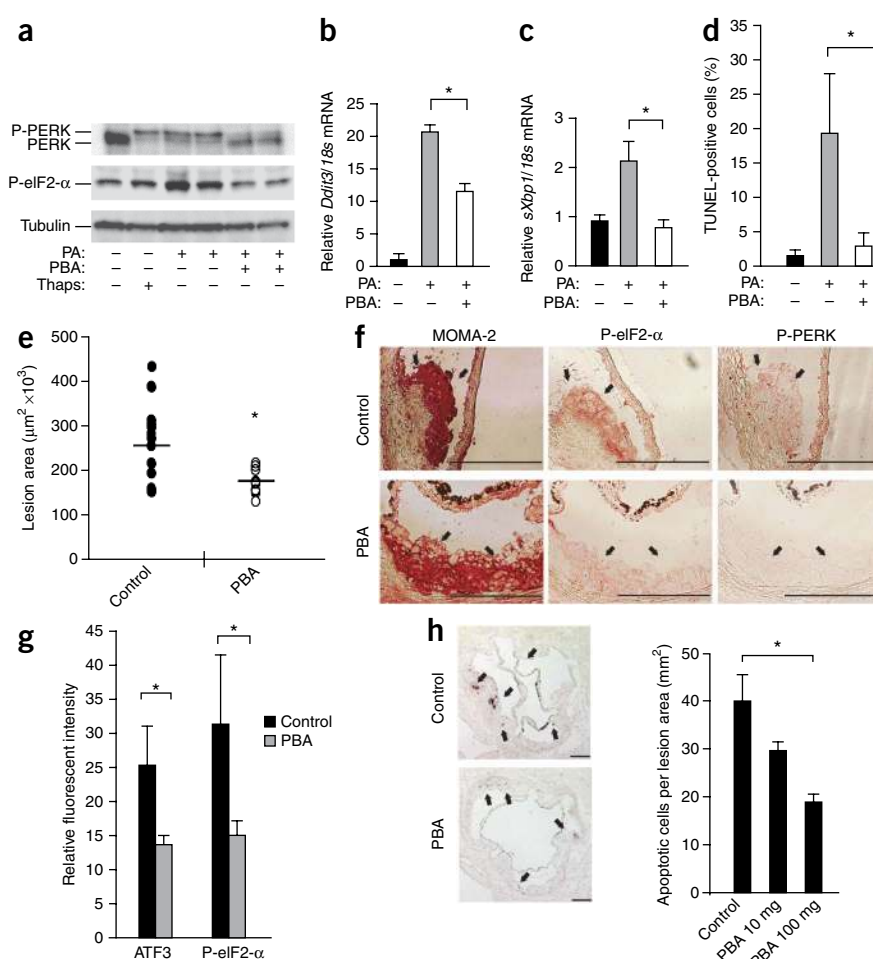 a
P-PERK
PERK
P-eIF2-α
Tubulin
PA: – – + + + +
PBA: – – – – + +
Thaps: – + – – – –
b
Relative Ddit3/18s mRNA
25
20
15
10
5
0
PA: – + +
PBA: – – +
c
Relative sXbp1/18s mRNA
3
2
1
0
*
PA: – + +
PBA: – – +
d
TUNEL-positive cells (%)
35
30
25
20
15
10
5
0
*
PA: – + +
PBA: – – +
e
Lesion area (µm² ×10³)
500
400
300
200
100
0
*
Control
PBA
f
MOMA-2 P-eIF2-α P-PERK
Control
PBA
g
Relative fluorescent intensity
45
40
35
30
25
20
15
10
5
0
*
*
Control
PBA
ATF3 P-eIF2-α
h
Control
PBA
Apoptotic cells per lesion area (mm²)
50
40
30
20
10
0
*
Control
PBA 10 mg
PBA 100 mg